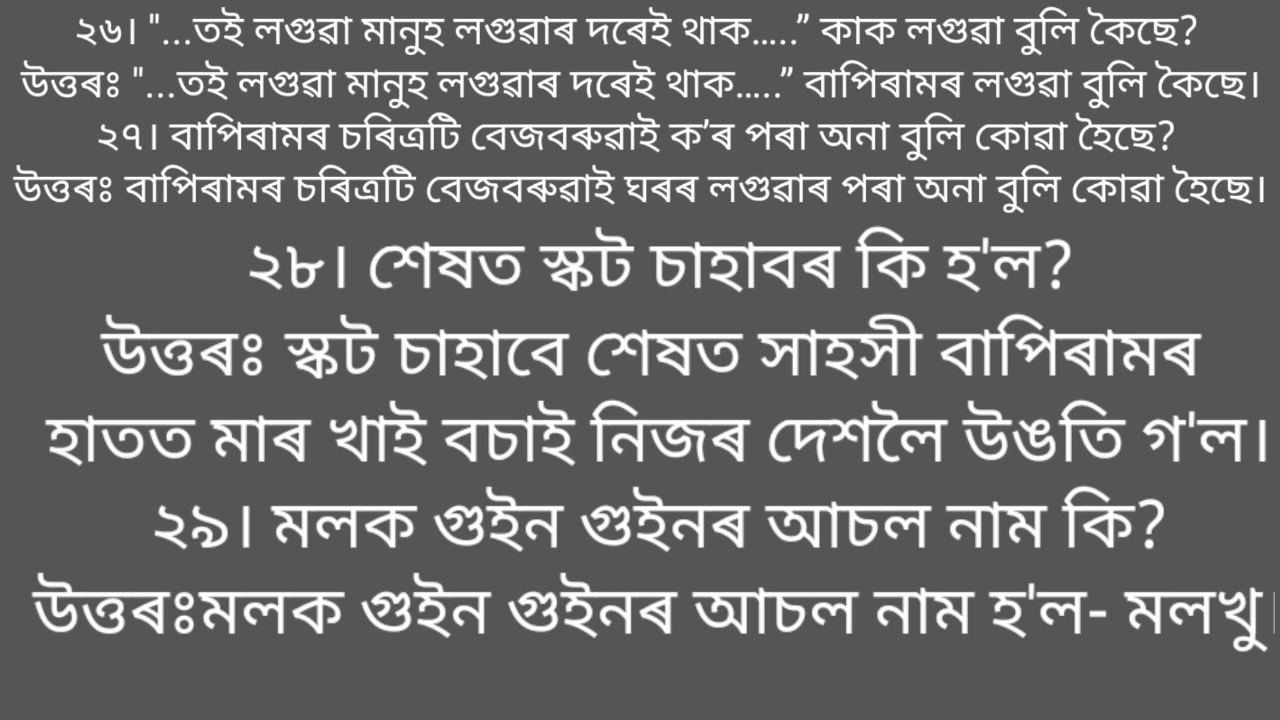 ২৬। "...তই লগুৱা মানুহ লগুৱাৰ দৰেই থাক....." কাক লগুৱা বুলি কৈছে?
উত্তৰঃ "...তই লগুৱা মানুহ লগুৱাৰ দৰেই থাক....." বাপিৰামৰ লগুৱা বুলি কৈছে।
২৭। বাপিৰামৰ চৰিত্ৰটি বেজবৰুৱাই ক’ৰ পৰা অনা বুলি কোৱা হৈছে?
উত্তৰঃ বাপিৰামৰ চৰিত্ৰটি বেজবৰুৱাই ঘৰৰ লগুৱাৰ পৰা অনা বুলি কোৱা হৈছে।
২৮। শেষত স্কট চাহাবৰ কি হ'ল?
উত্তৰঃ স্কট চাহাবে শেষত সাহসী বাপিৰামৰ
হাতত মাৰ খাই বচাই নিজৰ দেশলৈ উঙতি গ'ল।
২৯। মলক গুইন গুইনৰ আচল নাম কি?
উত্তৰঃমলক গুইন গুইনৰ আচল নাম হ'ল- মলখু।